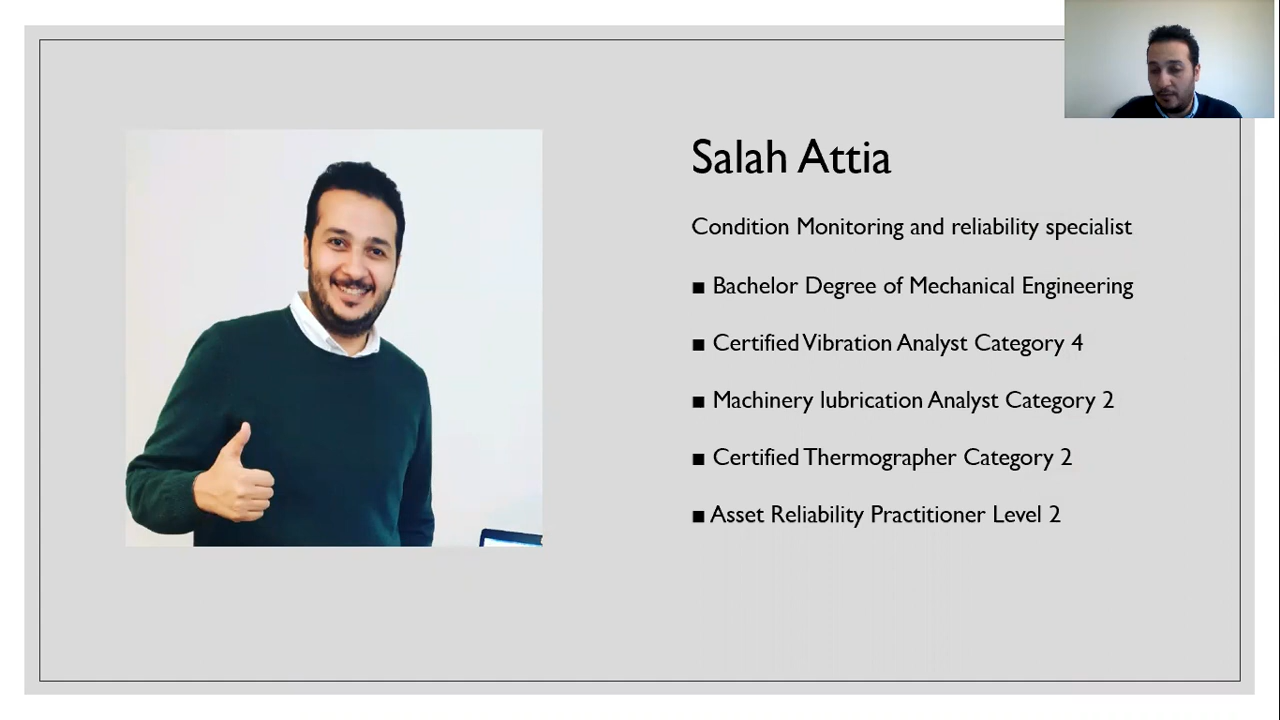 Salah Attia
Condition Monitoring and reliability specialist
■ Bachelor Degree of Mechanical Engineering
■ Certified Vibration Analyst Category 4
■ Machinery lubrication Analyst Category 2
■ Certified Thermographer Category 2
■ Asset Reliability Practitioner Level 2